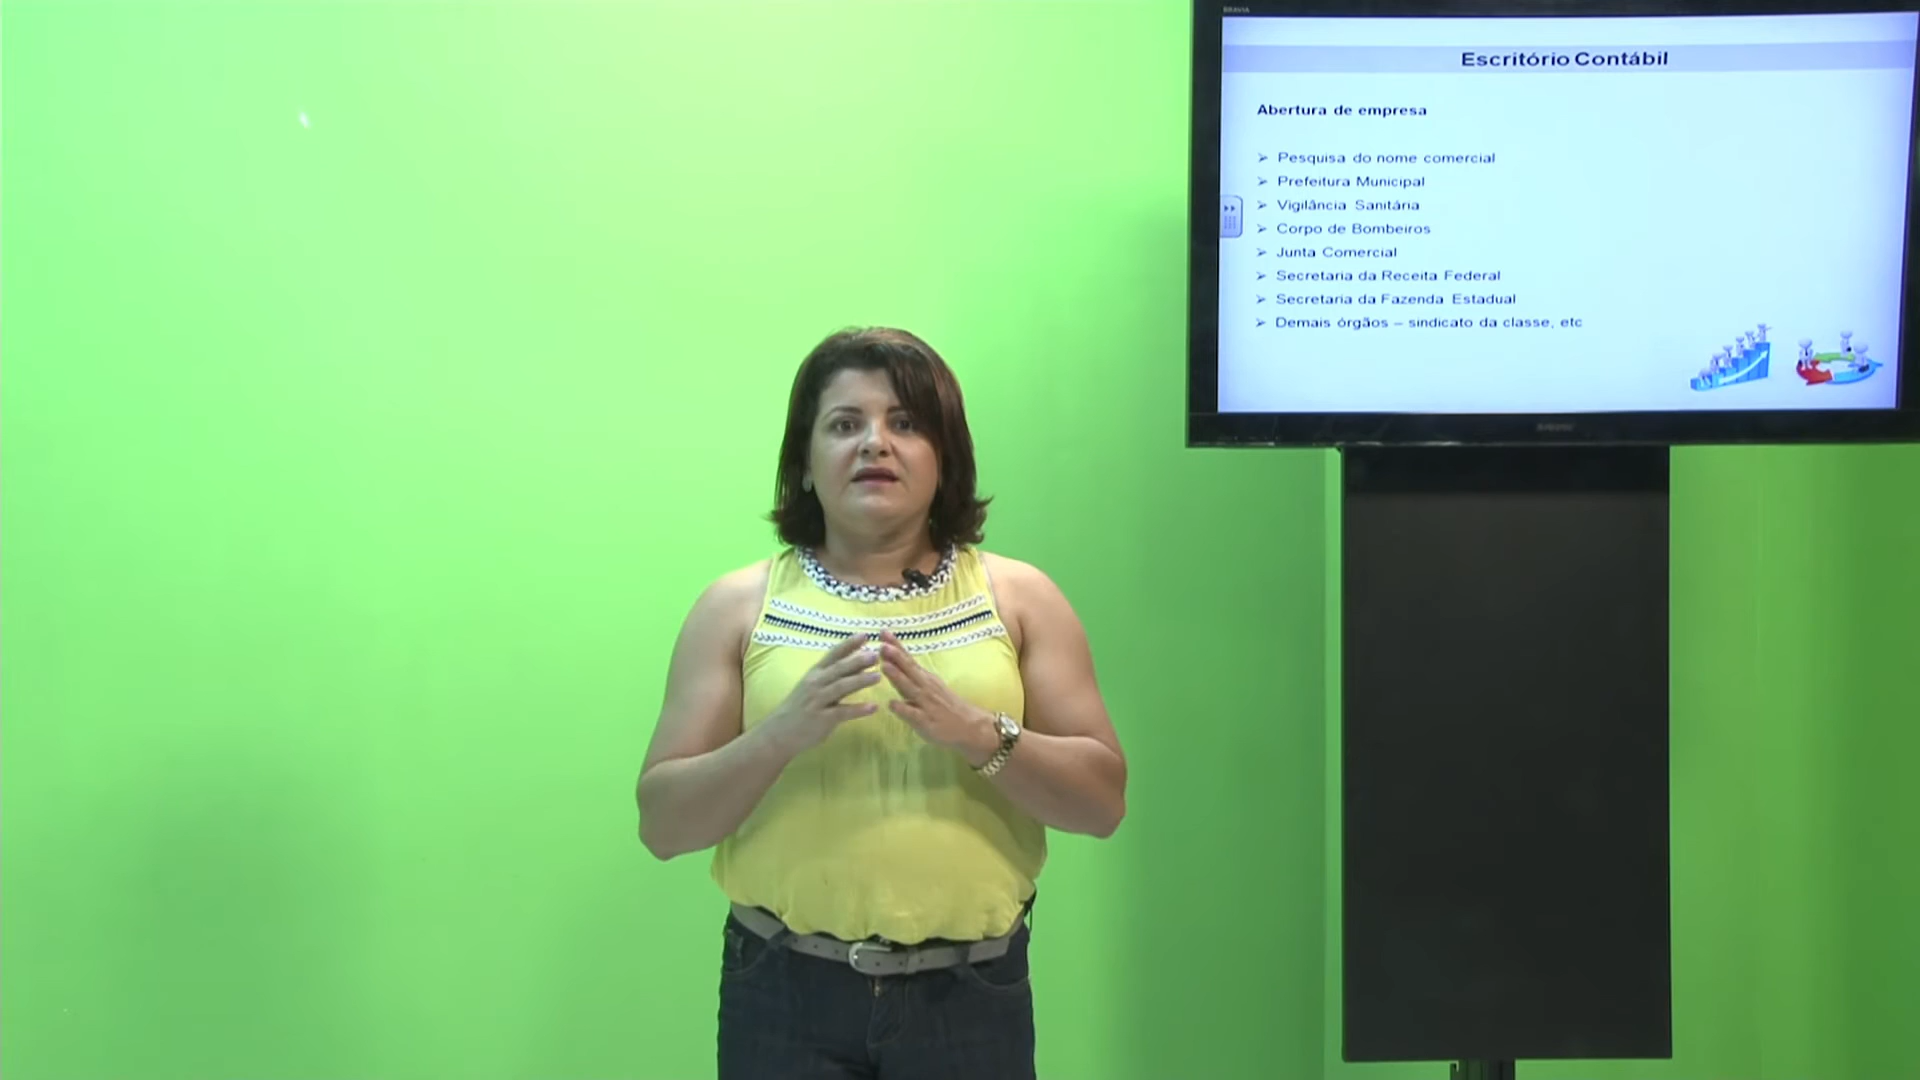 BRAVIA
Escritório Contábil
Abertura de empresa
➢ Pesquisa do nome comercial
➢ Prefeitura Municipal
➢ Vigilância Sanitária
➢ Corpo de Bombeiros
➢ Junta Comercial
➢ Secretaria da Receita Federal
➢ Secretaria da Fazenda Estadual
➢ Demais órgãos – sindicato da classe, etc